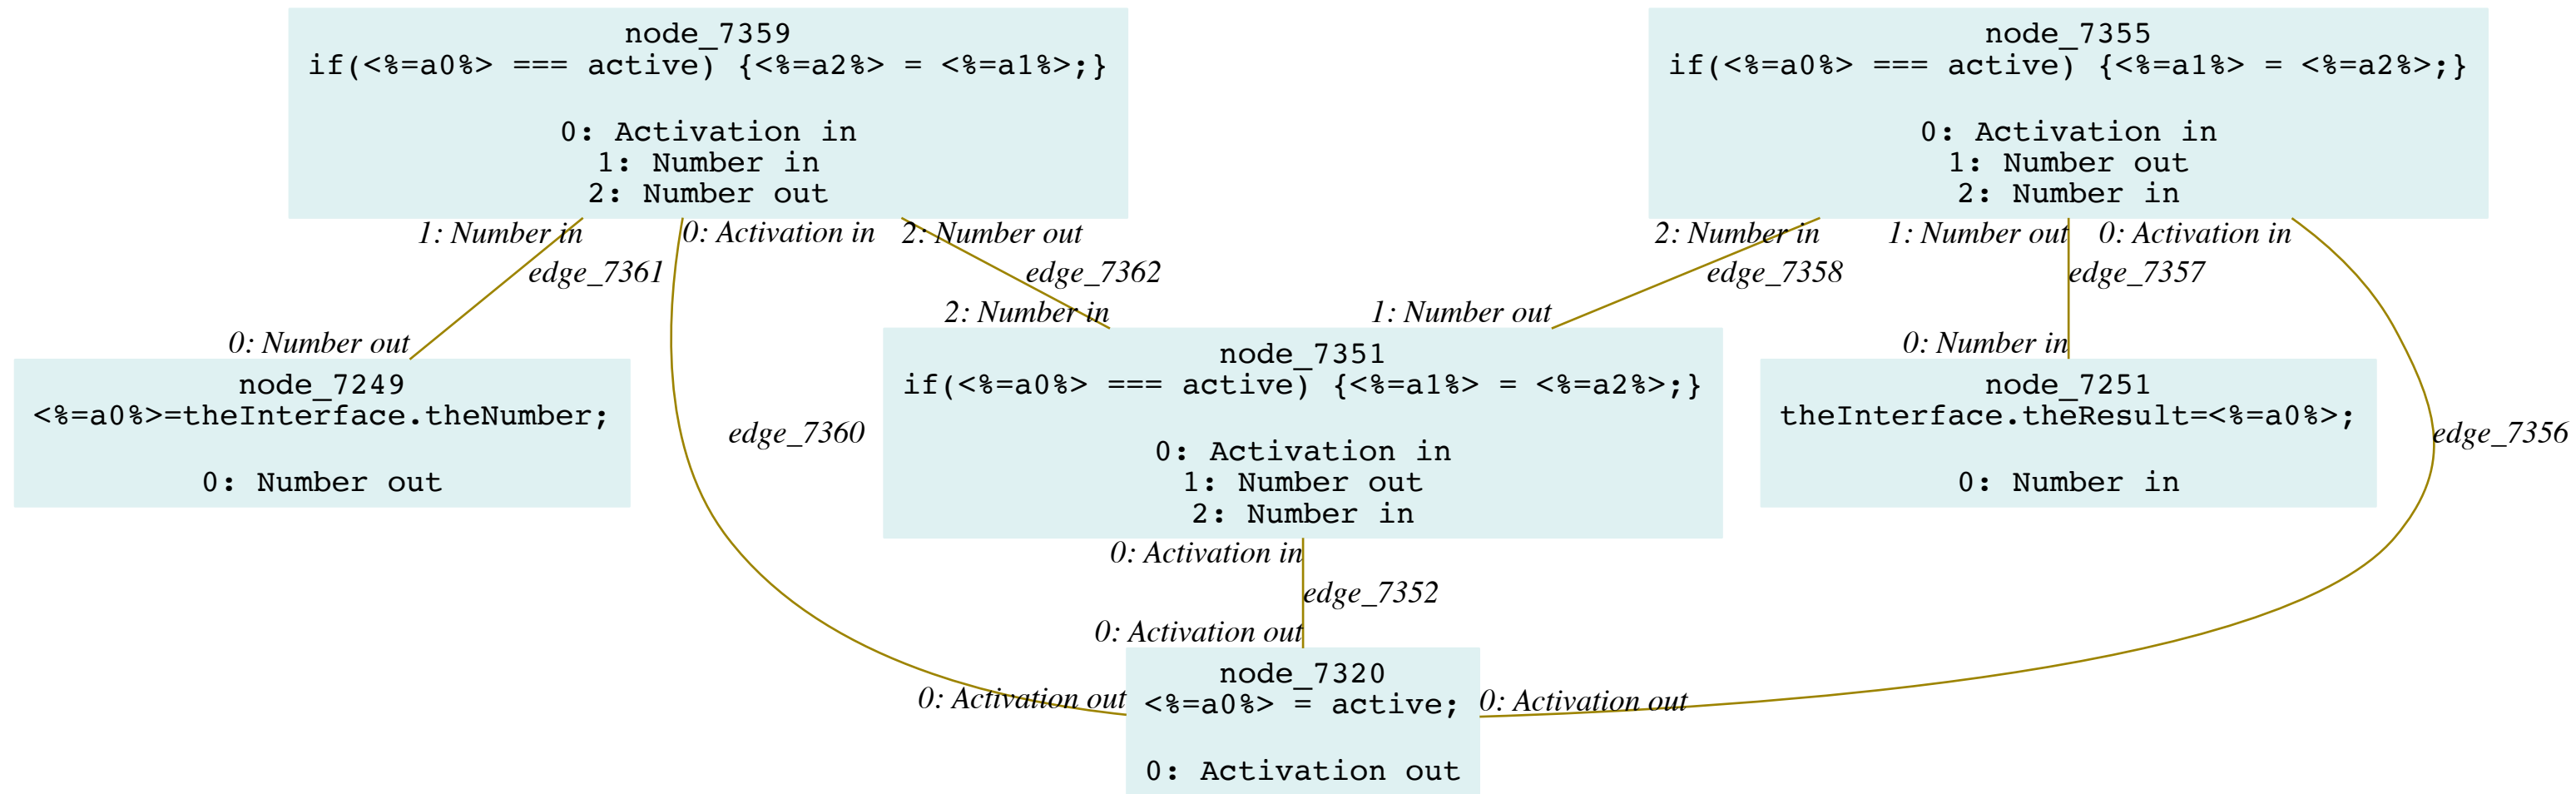 node_7359
if(<%=a0%> === active) {<%=a2%> = <%=a1%>;}
0: Activation in
1: Number in
2: Number out
node_7355
if(<%=a0%> === active) {<%=a1%> = <%=a2%>;}
0: Activation in
1: Number out
2: Number in
1: Number in
0: Activation in
2: Number out
2: Number in
1: Number out
0: Activation in
edge_7361
edge_7362
edge_7358
edge_7357
0: Number out
2: Number in
1: Number out
0: Number in
node_7249
<%=a0%>=theInterface.theNumber;
0: Number out
node_7351
if(<%=a0%> === active) {<%=a1%> = <%=a2%>;}
0: Activation in
1: Number out
2: Number in
node_7251
theInterface.theResult=<%=a0%>;
0: Number in
edge_7360
edge_7356
0: Activation in
edge_7352
0: Activation out
0: Activation out
node_7320
<%=a0%> = active;
0: Activation out
0: Activation out